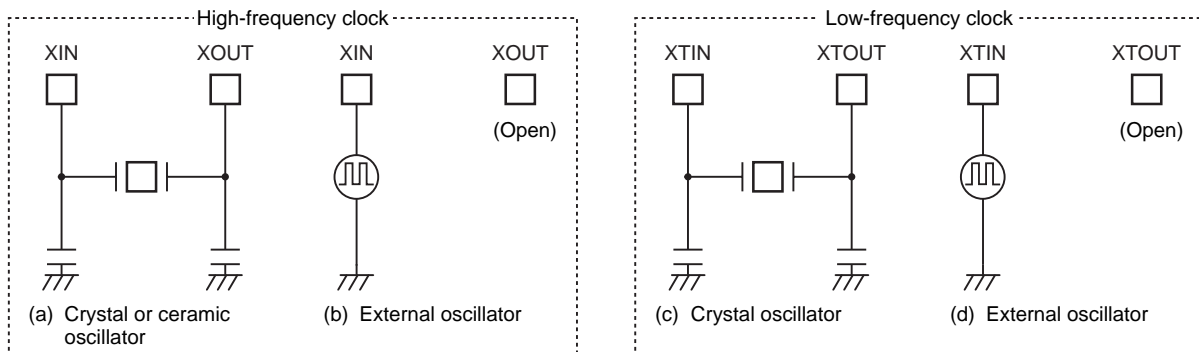 High-frequency clock
XIN XOUT XIN XOUT
(Open)
(a) Crystal or ceramic
oscillator
(b) External oscillator
Low-frequency clock
XTIN XTOUT XTIN XTOUT
(Open)
(c) Crystal oscillator
(d) External oscillator